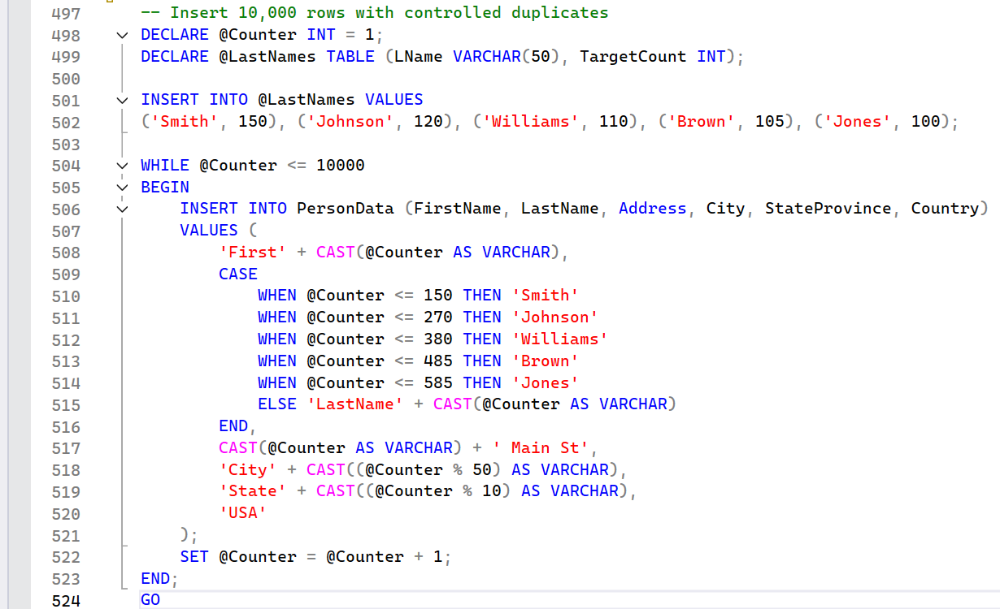 497 -- Insert 10,000 rows with controlled duplicates
498 DECLARE @Counter INT = 1;
499 DECLARE @LastNames TABLE (LName VARCHAR(50), TargetCount INT);
500
501 INSERT INTO @LastNames VALUES
502 ('Smith', 150), ('Johnson', 120), ('Williams', 110), ('Brown', 105), ('Jones', 100);
503
504 WHILE @Counter <= 10000
505 BEGIN
506     INSERT INTO PersonData (FirstName, LastName, Address, City, StateProvince, Country)
507     VALUES (
508         'First' + CAST(@Counter AS VARCHAR),
509         CASE
510             WHEN @Counter <= 150 THEN 'Smith'
511             WHEN @Counter <= 270 THEN 'Johnson'
512             WHEN @Counter <= 380 THEN 'Williams'
513             WHEN @Counter <= 485 THEN 'Brown'
514             WHEN @Counter <= 585 THEN 'Jones'
515             ELSE 'LastName' + CAST(@Counter AS VARCHAR)
516         END,
517         CAST(@Counter AS VARCHAR) + ' Main St',
518         'City' + CAST((@Counter % 50) AS VARCHAR),
519         'State' + CAST((@Counter % 10) AS VARCHAR),
520         'USA'
521     );
522     SET @Counter = @Counter + 1;
523 END;
524 GO